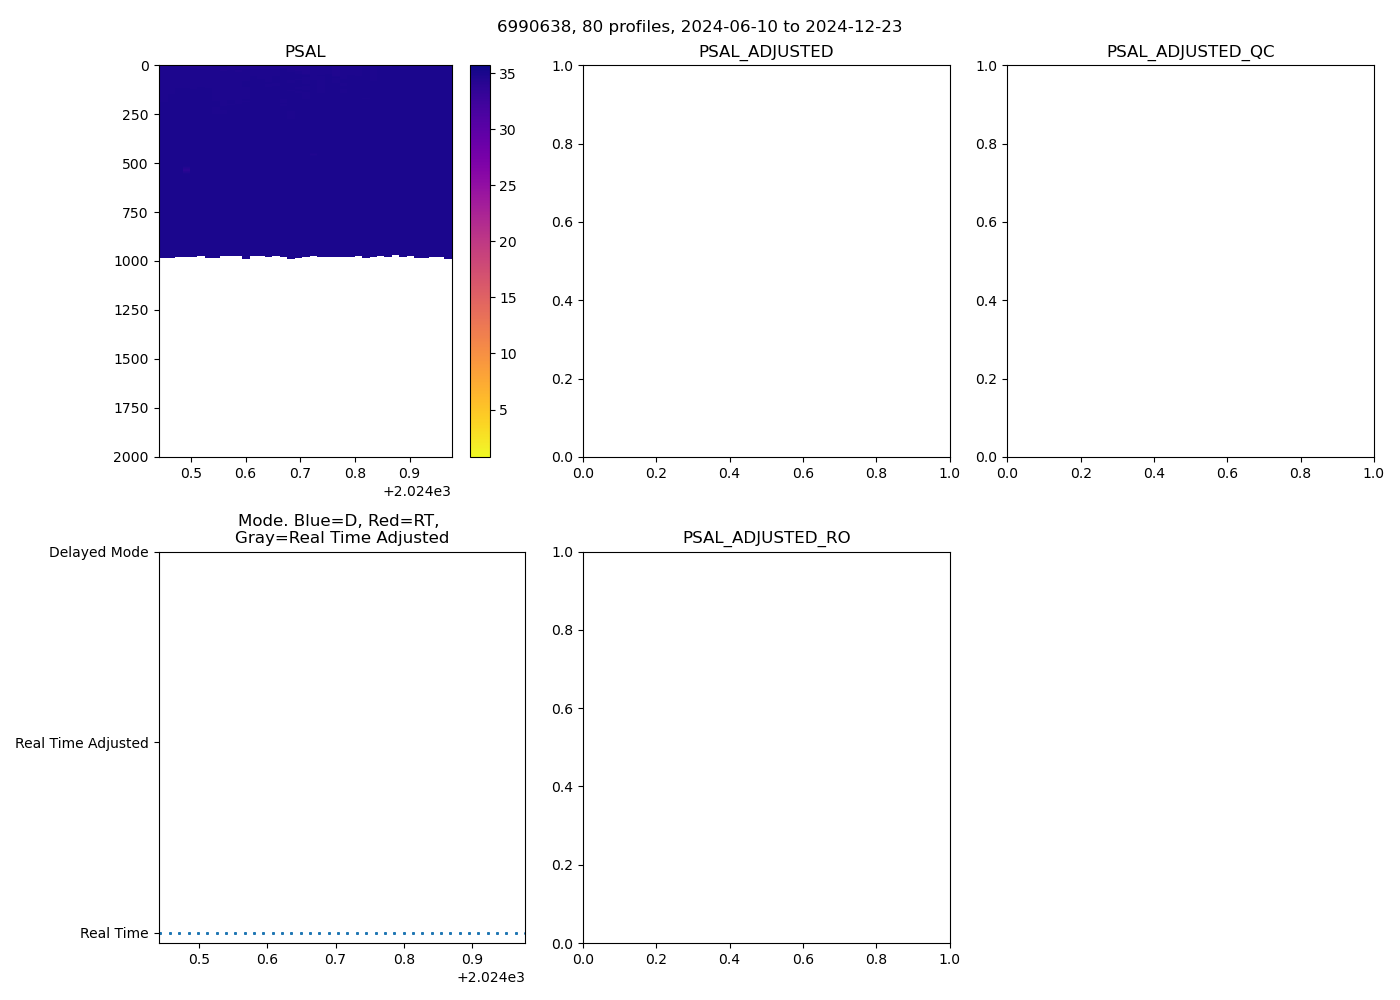 6990638, 80 profiles, 2024-06-10 to 2024-12-23
PSAL
0
250
500
750
1000
1250
1500
1750
2000
0.5 0.6 0.7 0.8 0.9
+2.024e3
35
30
25
20
15
10
5
PSAL_ADJUSTED
1.0
0.8
0.6
0.4
0.2
0.0
0.0 0.2 0.4 0.6 0.8 1.0
PSAL_ADJUSTED_QC
1.0
0.8
0.6
0.4
0.2
0.0
0.0 0.2 0.4 0.6 0.8 1.0
Mode. Blue=D, Red=RT,
Gray=Real Time Adjusted
Delayed Mode
Real Time Adjusted
Real Time
0.5 0.6 0.7 0.8 0.9
+2.024e3
PSAL_ADJUSTED_RO
1.0
0.8
0.6
0.4
0.2
0.0
0.0 0.2 0.4 0.6 0.8 1.0